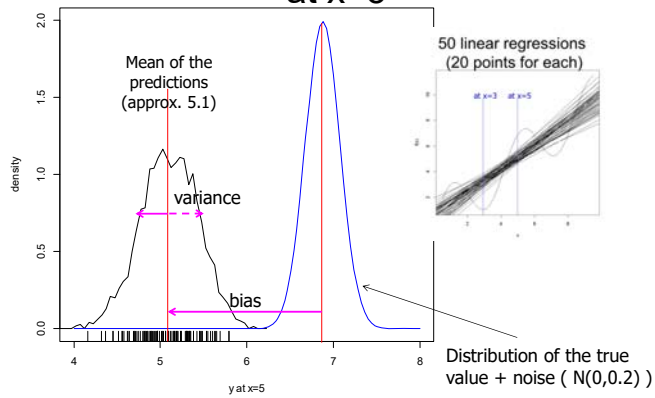 at x=
2.0
1.5
1.0
0.5
0.0
density
Mean of the
predictions
(approx. 5.1)
variance
bias
4
5
6
7
8
y at x=5
50 linear regressions
(20 points for each)
at x=3 at x=5
Distribution of the true
value + noise ( N(0,0.2) )